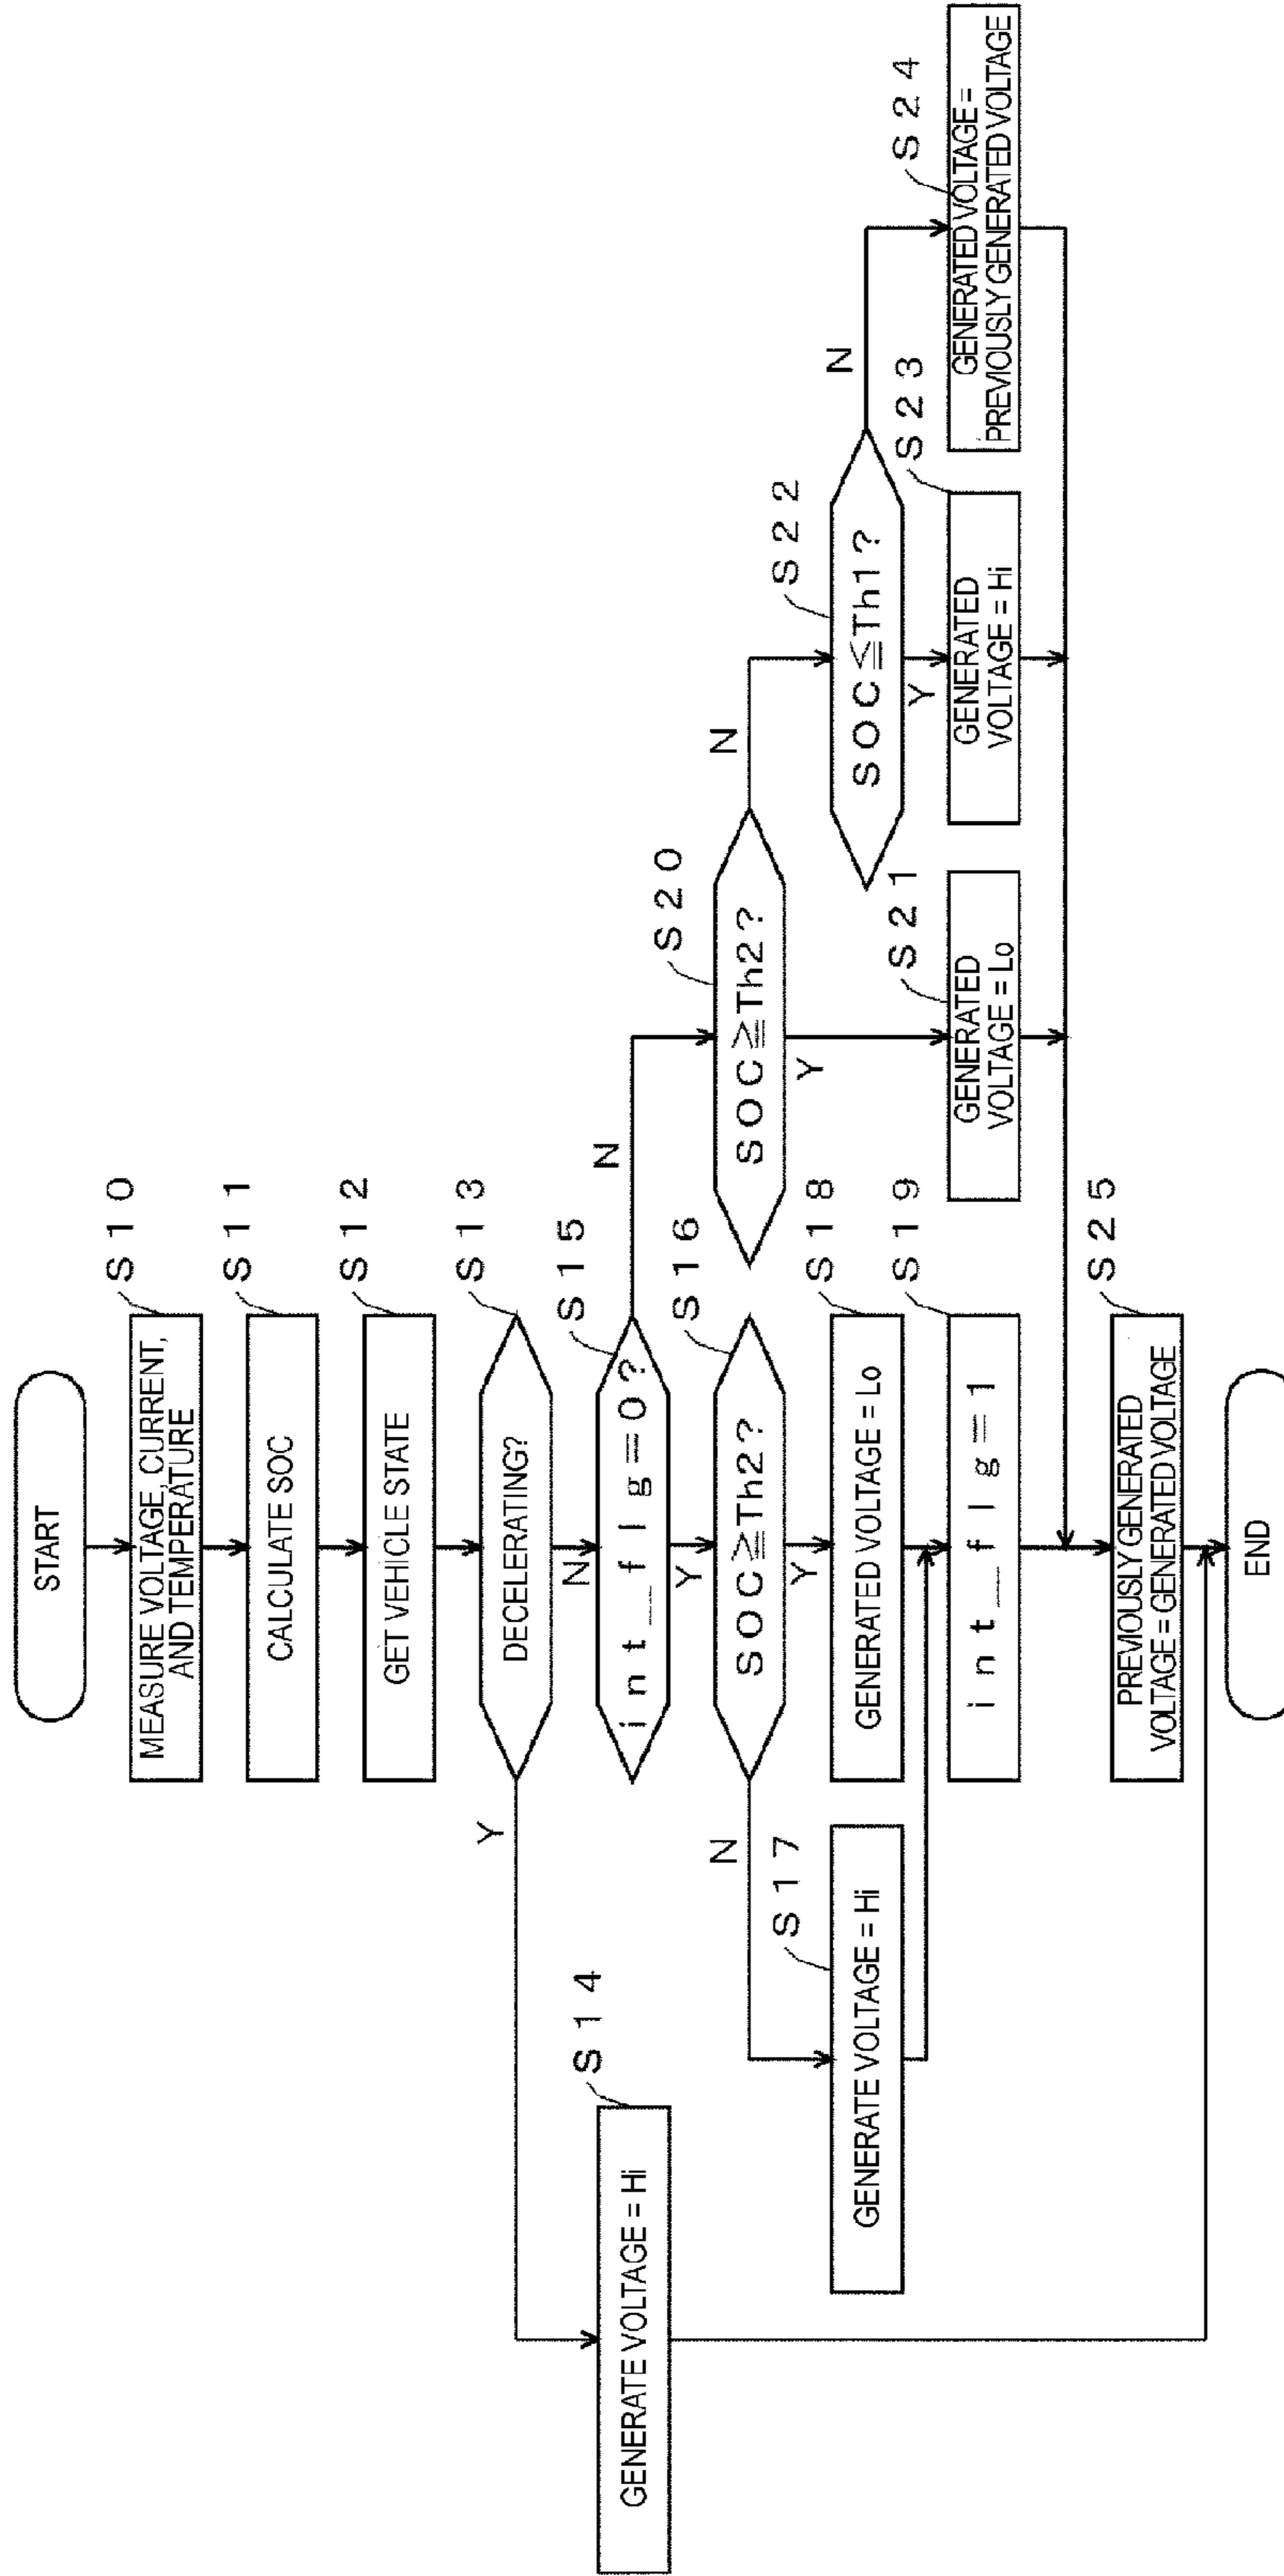 START
S10
MEASURE VOLTAGE, CURRENT,
AND TEMPERATURE
S11
CALCULATE SOC
S12
GET VEHICLE STATE
S13
DECELERATING?
Y
N
S14
GENERATE VOLTAGE = Hi
S15
int_flg=0?
N
Y
S16
SOC≧Th2?
N
Y
S17
GENERATE VOLTAGE = Hi
S18
GENERATED VOLTAGE = Lo
S19
int_flg=1
S20
SOC≧Th2?
N
Y
S21
GENERATED
VOLTAGE = Lo
S22
SOC≦Th1?
N
Y
S23
GENERATED
VOLTAGE = Hi
S24
GENERATED VOLTAGE =
PREVIOUSLY GENERATED VOLTAGE
S25
PREVIOUSLY GENERATED
VOLTAGE = GENERATED VOLTAGE
END